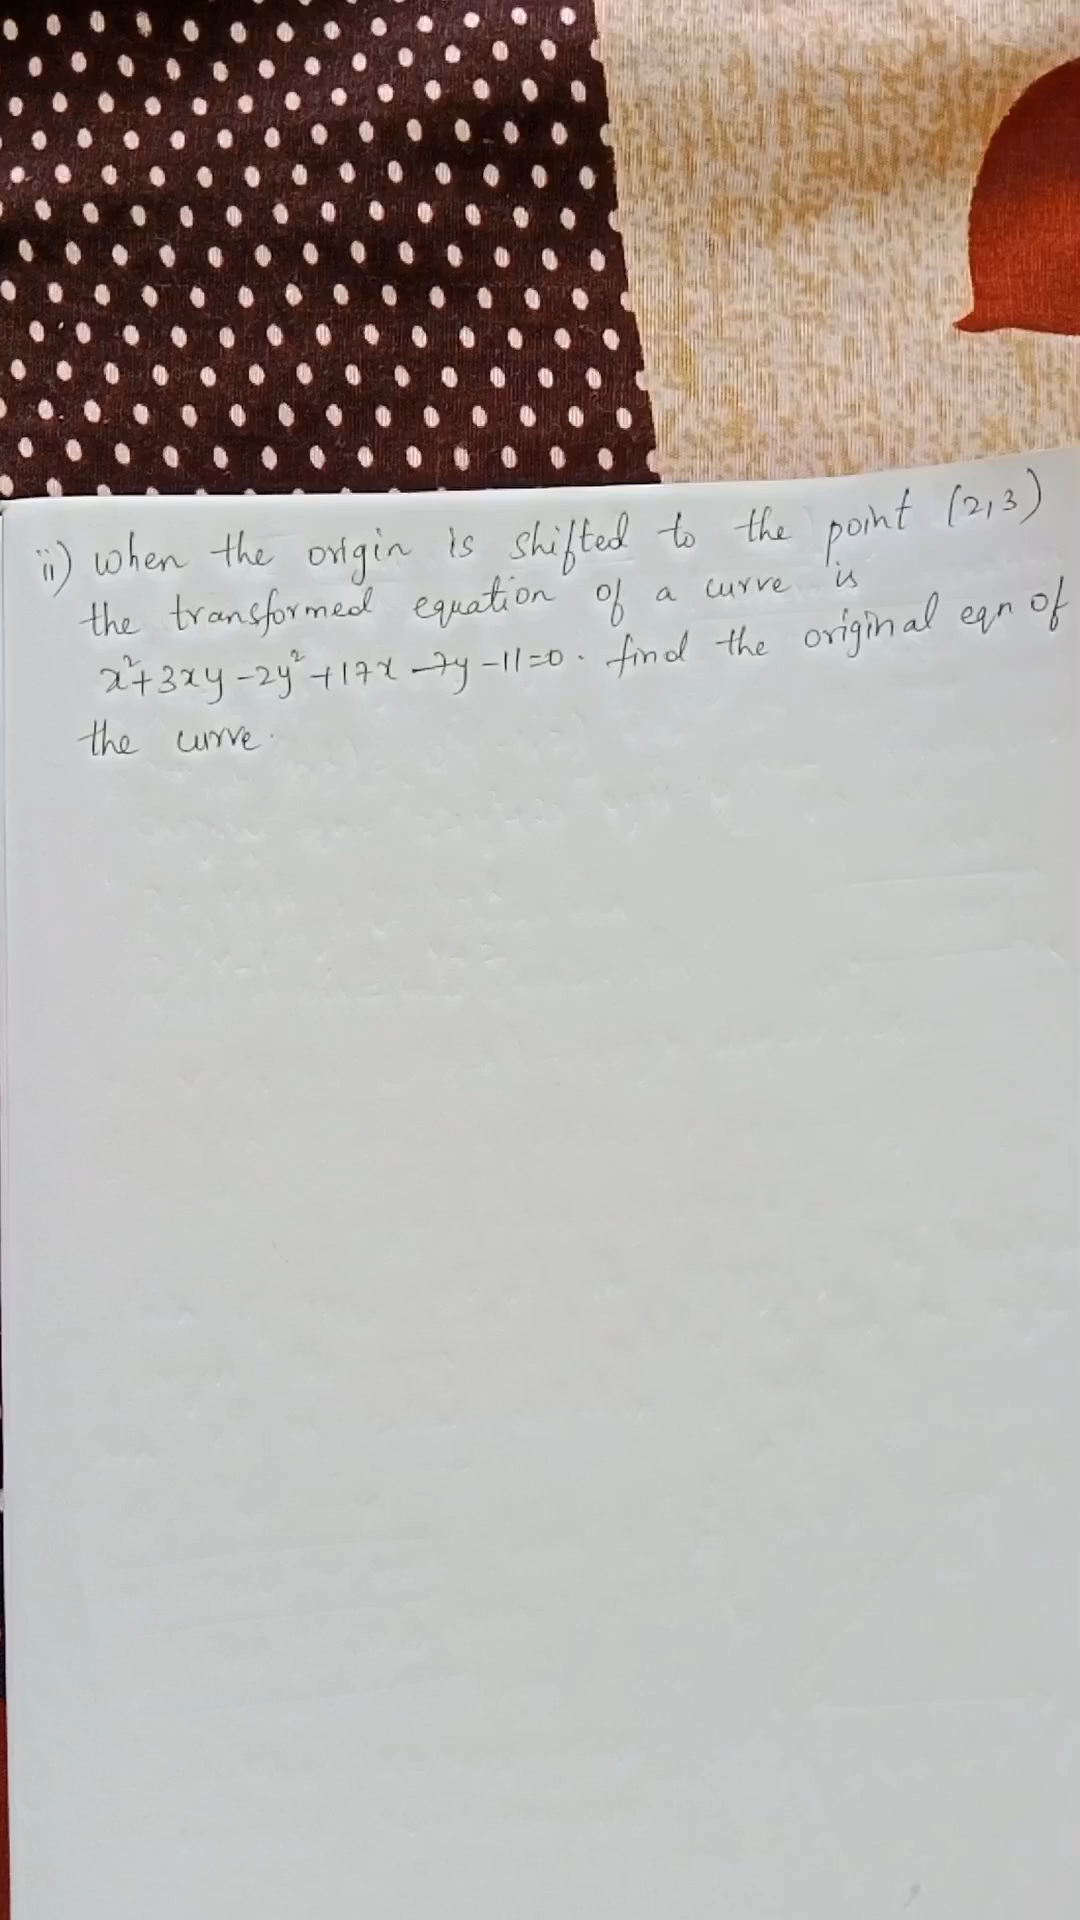 ii) when the origin is shifted to the point (2,3)
the transformed equation of a curve is
x²+3xy-2y²+17x-7y-11=0. find the original eqn of
the curve.